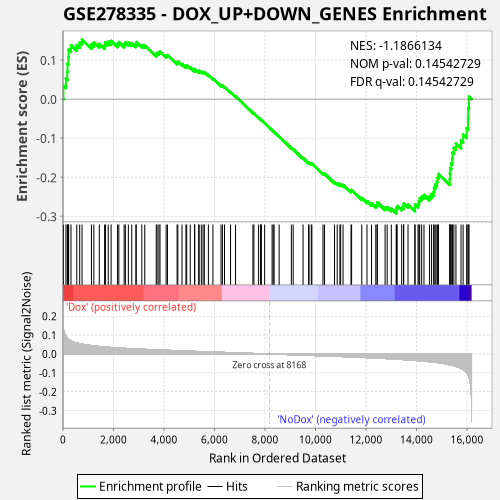 GSE278335 - DOX_UP+DOWN_GENES Enrichment
NES: -1.1866134
NOM p-val: 0.14542729
FDR q-val: 0.14542729
Enrichment score (ES)
0.1
0.0
-0.1
-0.2
-0.3
'Dox' (positively correlated)
Ranked list metric (Signal2Noise)
0.2
0.1
0.0
-0.1
-0.2
-0.3
Zero cross at 8168
'NoDox' (negatively correlated)
0
2,000
4,000
6,000
8,000
10,000
12,000
14,000
16,000
Rank in Ordered Dataset
Enrichment profile
Hits
Ranking metric scores